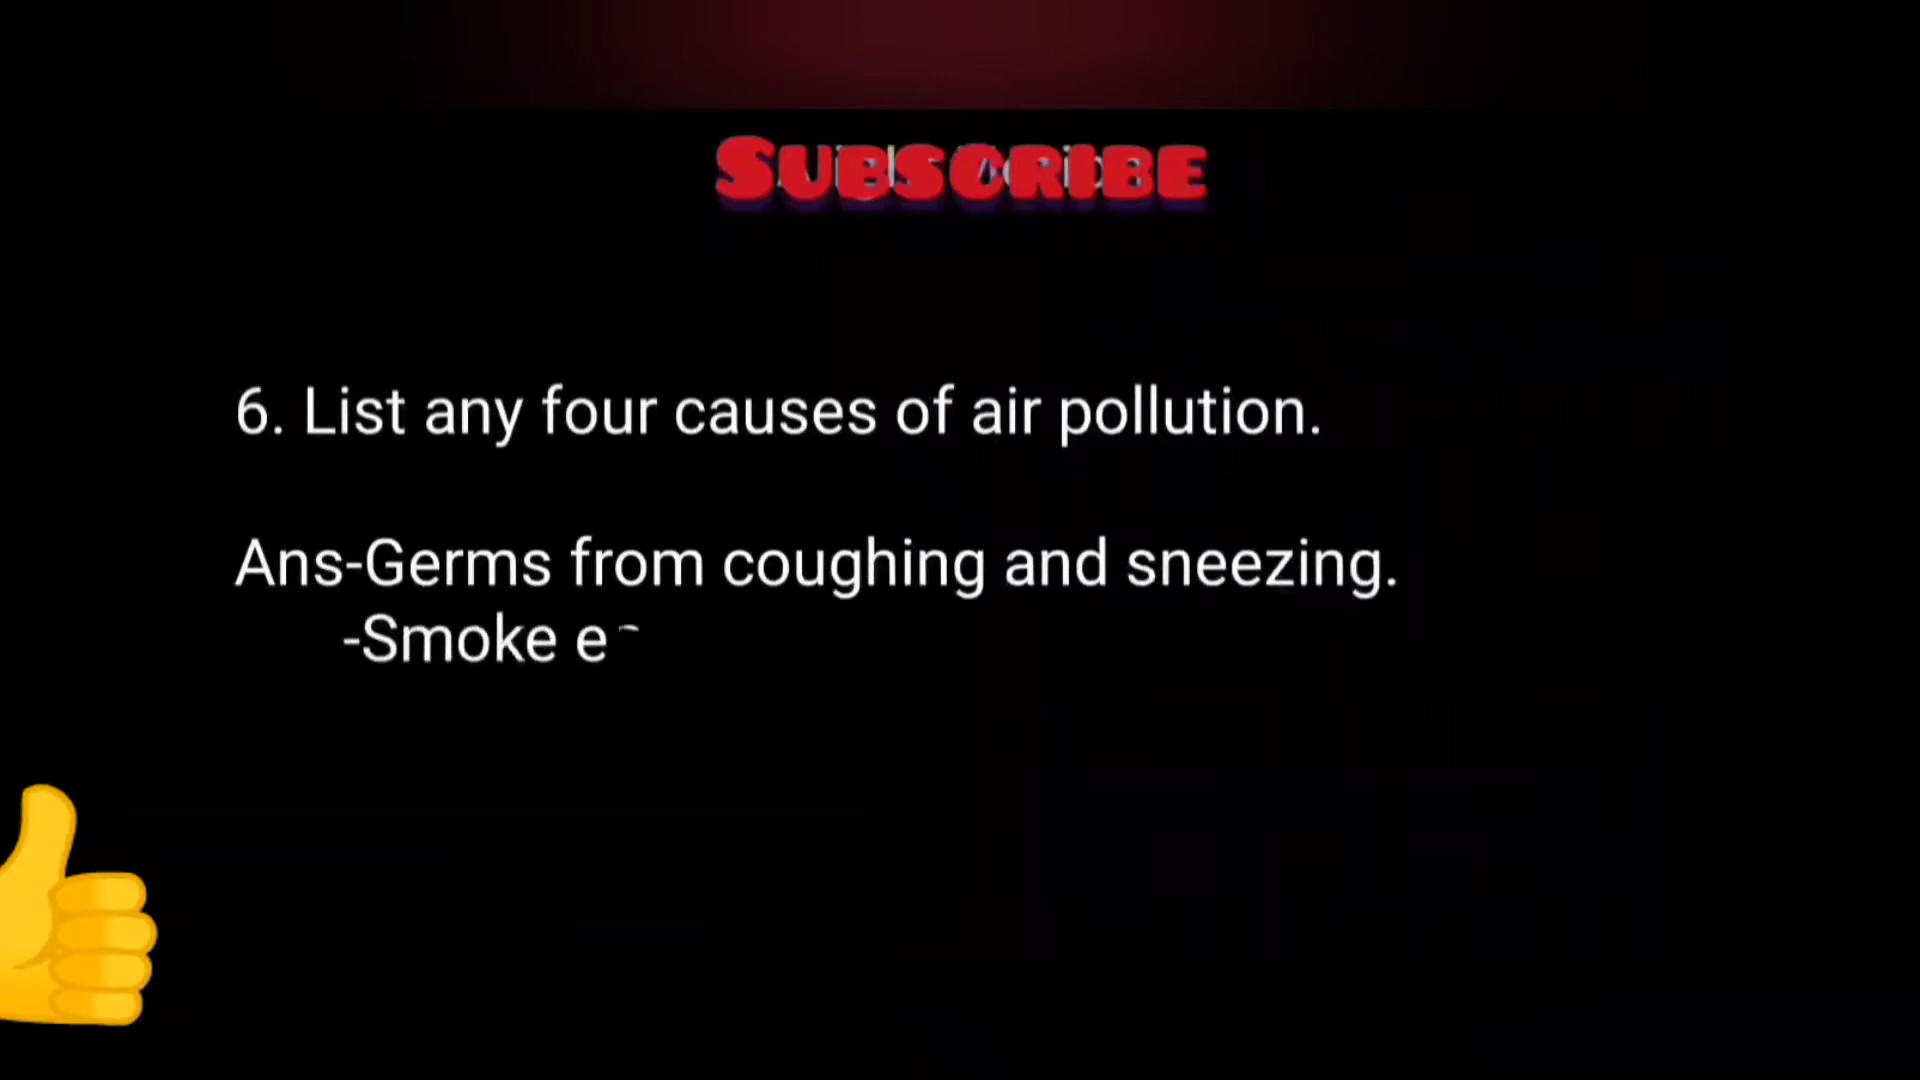 SUBSCRIBE
6. List any four causes of air pollution.
Ans-Germs from coughing and sneezing.
-Smoke e